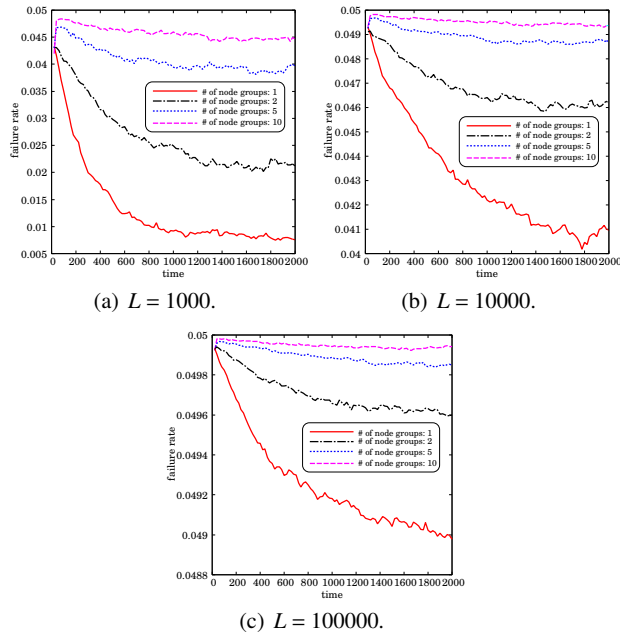 0.05
0.045
0.04
0.035
0.03
0.025
0.02
0.015
0.01
0.005
failure rate
# of node groups: 1
# of node groups: 2
# of node groups: 5
# of node groups: 10
0 200 400 600 800 1000 1200 1400 1600 1800 2000
time
(a) L = 1000.
0.05
0.049
0.048
0.047
0.046
0.045
0.044
0.043
0.042
0.041
0.04
failure rate
# of node groups: 1
# of node groups: 2
# of node groups: 5
# of node groups: 10
0 200 400 600 800 1000 1200 1400 1600 1800 2000
time
(b) L = 10000.
0.05
0.0498
0.0496
0.0494
0.0492
0.049
0.0488
failure rate
# of node groups: 1
# of node groups: 2
# of node groups: 5
# of node groups: 10
0 200 400 600 800 1000 1200 1400 1600 1800 2000
time
(c) L = 100000.